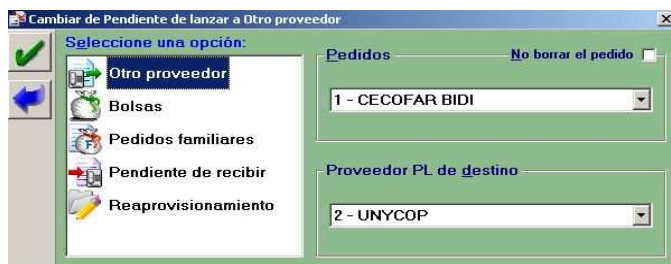 Cambiar de Pendiente de lanzar a Otro proveedor
Seleccione una opción:
Otro proveedor
Bolsas
Pedidos familiares
Pendiente de recibir
Reaprovisionamiento
Pedidos
No borrar el pedido
1 - CECOFAR BIDI
Proveedor PL de destino
2 - UNYCOP